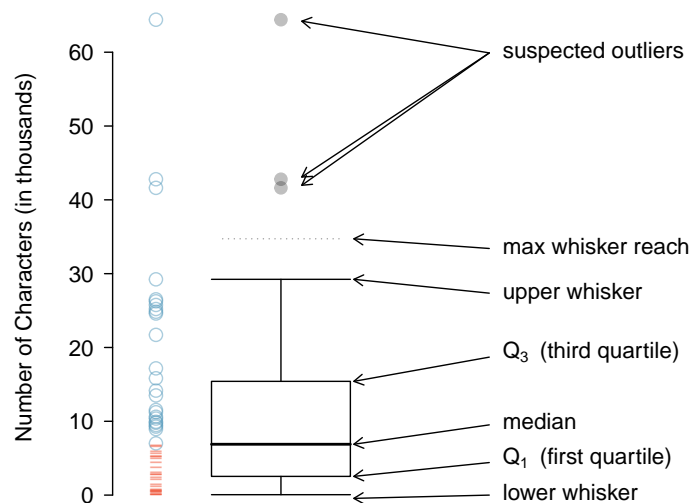 Number of Characters (in thousands)
60
50
40
30
20
10
0
suspected outliers
max whisker reach
upper whisker
Q3 (third quartile)
median
Q1 (first quartile)
lower whisker